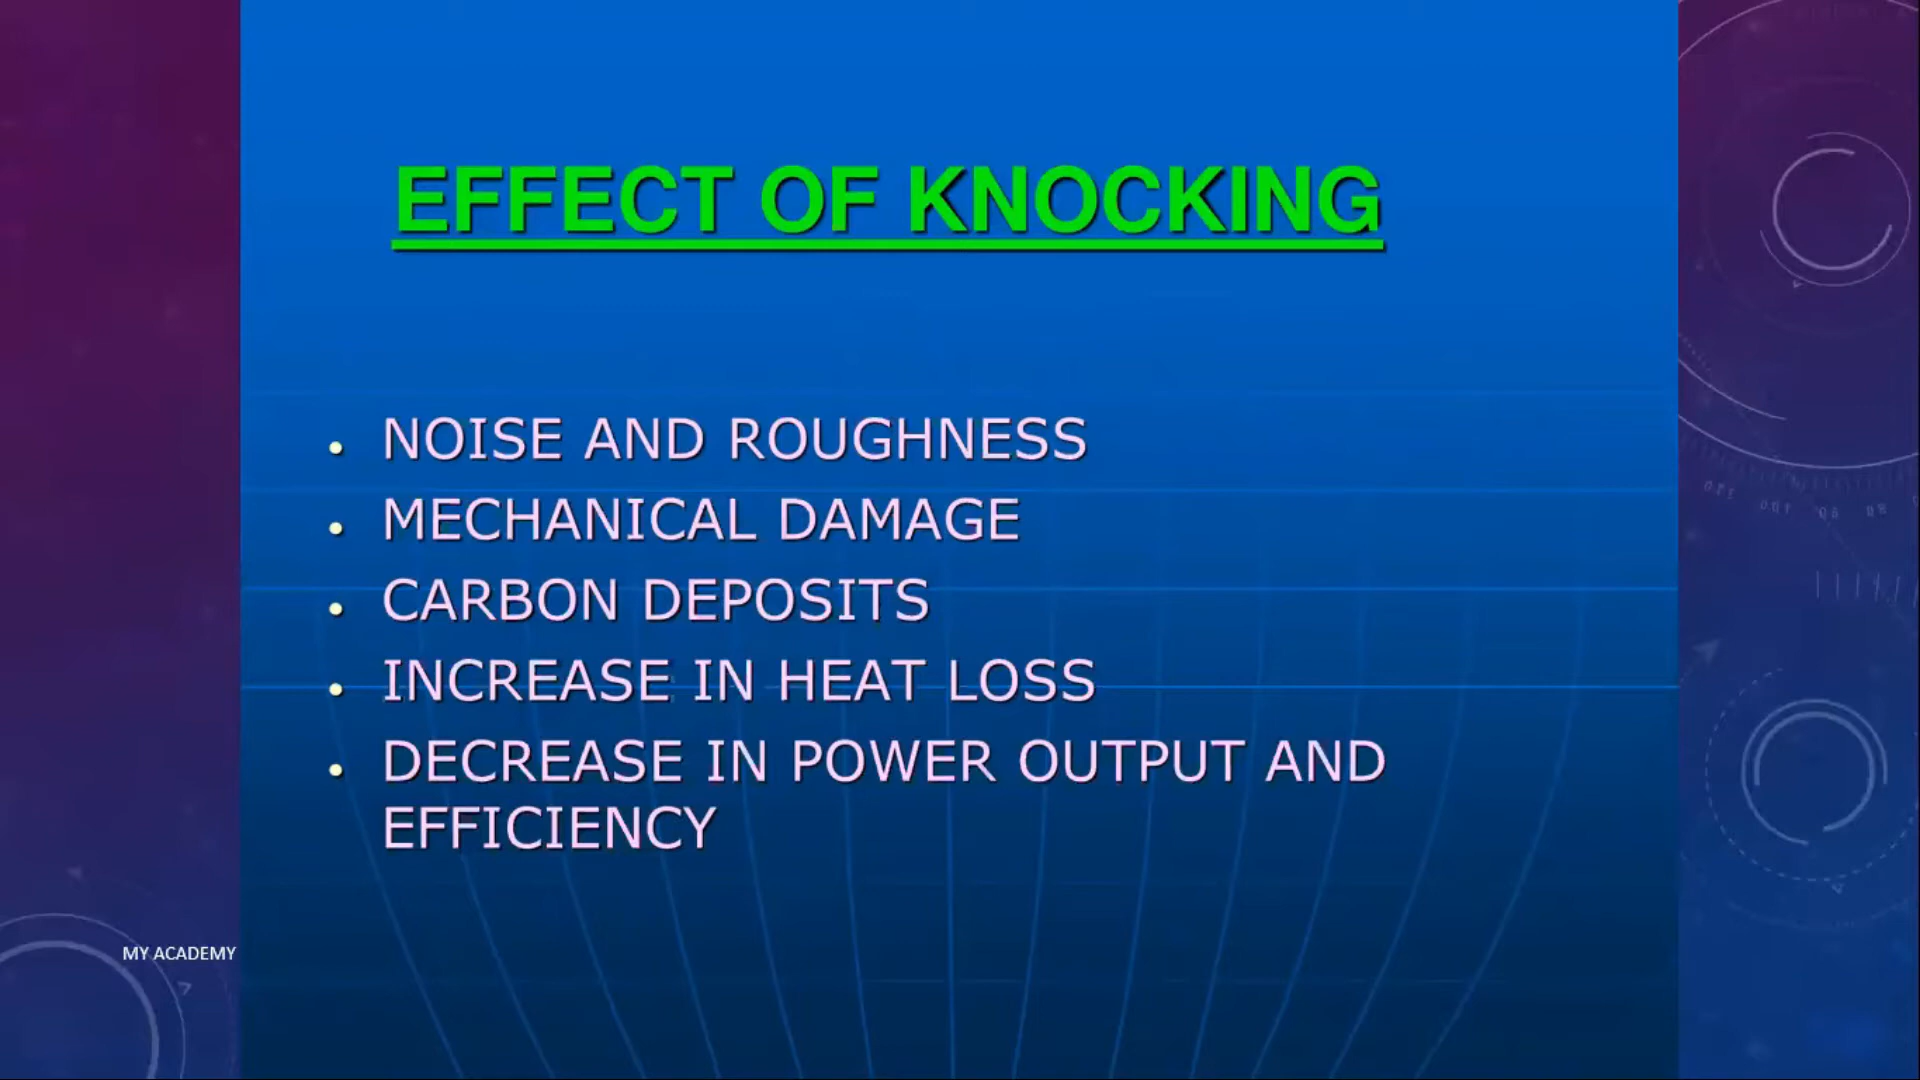 EFFECT OF KNOCKING
• NOISE AND ROUGHNESS
• MECHANICAL DAMAGE
• CARBON DEPOSITS
• INCREASE IN HEAT LOSS
• DECREASE IN POWER OUTPUT AND
EFFICIENCY
MY ACADEMY